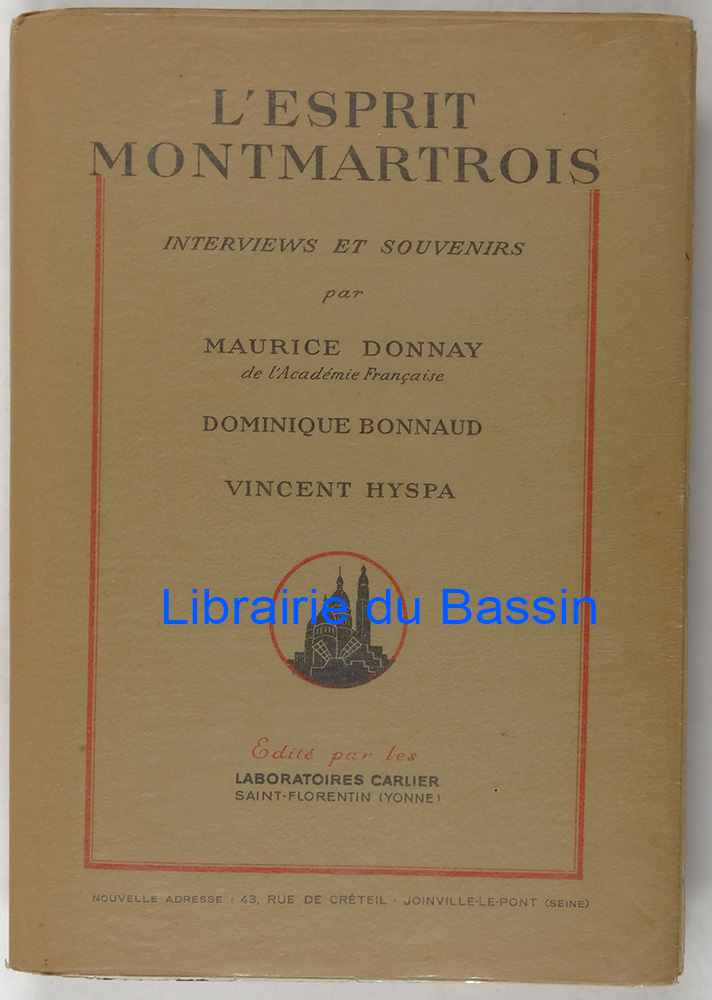 L'ESPRIT
MONTMARTROIS
INTERVIEWS ET SOUVENIRS
par
MAURICE DONNAY
de l'Académie Française
DOMINIQUE BONNAUD
VINCENT HYSPA
Librairie du Bassin
Edité par les
LABORATOIRES CARLIER
SAINT-FLORENTIN (YONNE)
NOUVELLE ADRESSE : 43, RUE DE CRÉTEIL - JOINVILLE-LE-PONT (SEINE)